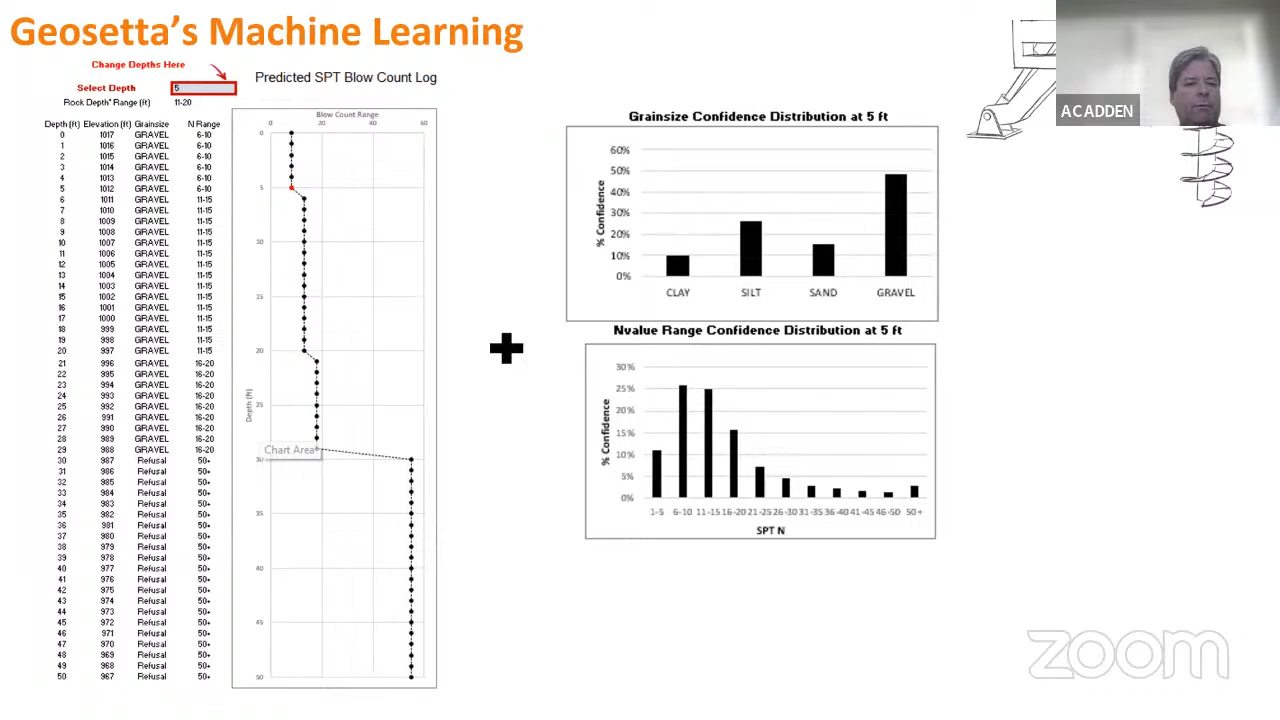 Geosetta's Machine Learning
Change Depths Here
Select Depth 5
Rock Depth* Range (ft) 11-20
Depth (ft) Elevation (ft) Grainsize N Range
0 1017 GRAVEL 6-10
1 1016 GRAVEL 6-10
2 1015 GRAVEL 6-10
3 1014 GRAVEL 6-10
4 1013 GRAVEL 6-10
5 1012 GRAVEL 6-10
6 1011 GRAVEL 11-15
7 1010 GRAVEL 11-15
8 1009 GRAVEL 11-15
9 1008 GRAVEL 11-15
10 1007 GRAVEL 11-15
11 1006 GRAVEL 11-15
12 1005 GRAVEL 11-15
13 1004 GRAVEL 11-15
14 1003 GRAVEL 11-15
15 1002 GRAVEL 11-15
16 1001 GRAVEL 11-15
17 1000 GRAVEL 11-15
18 999 GRAVEL 11-15
19 998 GRAVEL 11-15
20 997 GRAVEL 11-15
21 996 GRAVEL 16-20
22 995 GRAVEL 16-20
23 994 GRAVEL 16-20
24 993 GRAVEL 16-20
25 992 GRAVEL 16-20
26 991 GRAVEL 16-20
27 990 GRAVEL 16-20
28 989 GRAVEL 16-20
29 988 GRAVEL 16-20
30 987 Refusal 50+
31 986 Refusal 50+
32 985 Refusal 50+
33 984 Refusal 50+
34 983 Refusal 50+
35 982 Refusal 50+
36 981 Refusal 50+
37 980 Refusal 50+
38 979 Refusal 50+
39 978 Refusal 50+
40 977 Refusal 50+
41 976 Refusal 50+
42 975 Refusal 50+
43 974 Refusal 50+
44 973 Refusal 50+
45 972 Refusal 50+
46 971 Refusal 50+
47 970 Refusal 50+
48 969 Refusal 50+
49 968 Refusal 50+
50 967 Refusal 50+
Predicted SPT Blow Count Log
Blow Count Range
0 20 40 60
0
5
10
15
20
25
30
35
40
45
50
Depth (ft)
Chart Area
Grainsize Confidence Distribution at 5 ft
% Confidence
60%
50%
40%
30%
20%
10%
0%
CLAY SILT SAND GRAVEL
Nvalue Range Confidence Distribution at 5 ft
% Confidence
30%
25%
20%
15%
10%
5%
0%
1-5 6-10 11-15 16-20 21-25 26-30 31-35 36-40 41-45 46-50 50+
SPT N
AC ADDEN
zoom